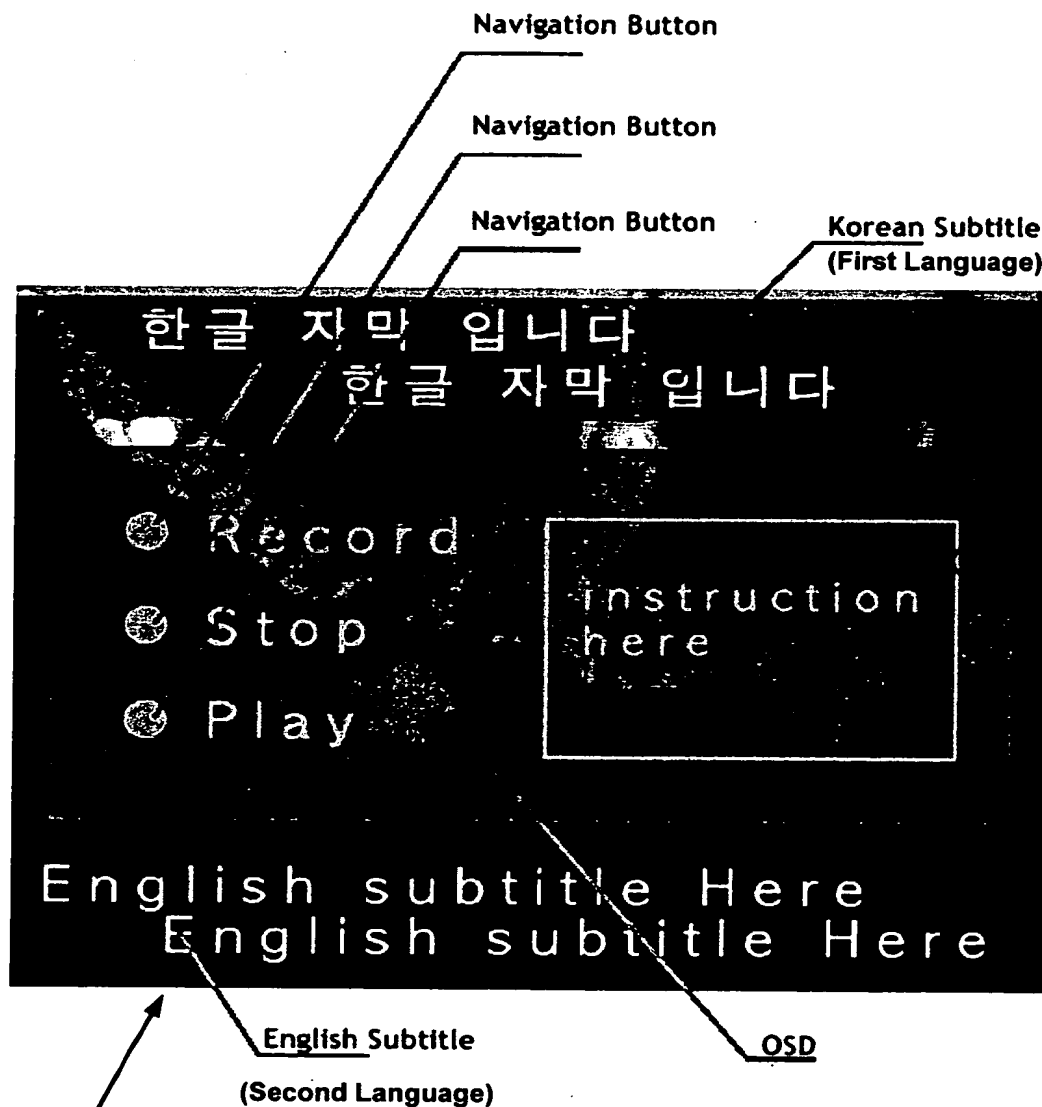 Navigation Button
Navigation Button
Navigation Button
Korean Subtitle
(First Language)
한글 자막 입니다
한글 자막 입니다
Record
Stop
Play
instruction
here
English subtitle Here
English subtitle Here
English Subtitle
(Second Language)
OSD